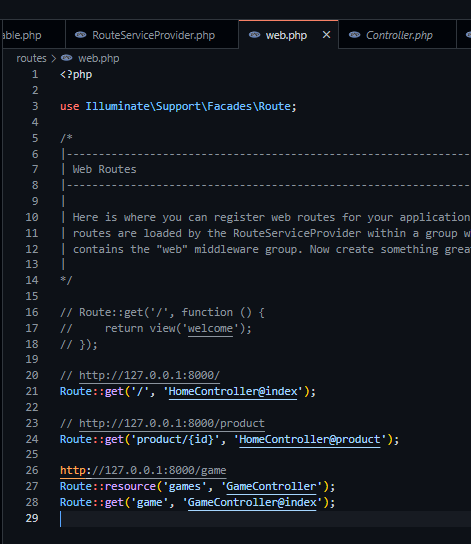 able.php RouteServiceProvider.php web.php × Controller.php
routes > web.php
1 <?php
2
3 use Illuminate\Support\Facades\Route;
4
5 /*
6 |--------------------------------------------------------------------------
7 | Web Routes
8 |--------------------------------------------------------------------------
9 |
10 | Here is where you can register web routes for your application
11 | routes are loaded by the RouteServiceProvider within a group w
12 | contains the "web" middleware group. Now create something grea
13 |
14 */
15
16 // Route::get('/', function () {
17 //     return view('welcome');
18 // });
19
20 // http://127.0.0.1:8000/
21 Route::get('/', 'HomeController@index');
22
23 // http://127.0.0.1:8000/product
24 Route::get('product/{id}', 'HomeController@product');
25
26 http://127.0.0.1:8000/game
27 Route::resource('games', 'GameController');
28 Route::get('game', 'GameController@index');
29